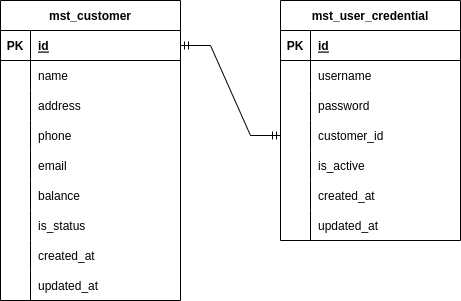 mst_customer
PK id
name
address
phone
email
balance
is_status
created_at
updated_at
mst_user_credential
PK id
username
password
customer_id
is_active
created_at
updated_at